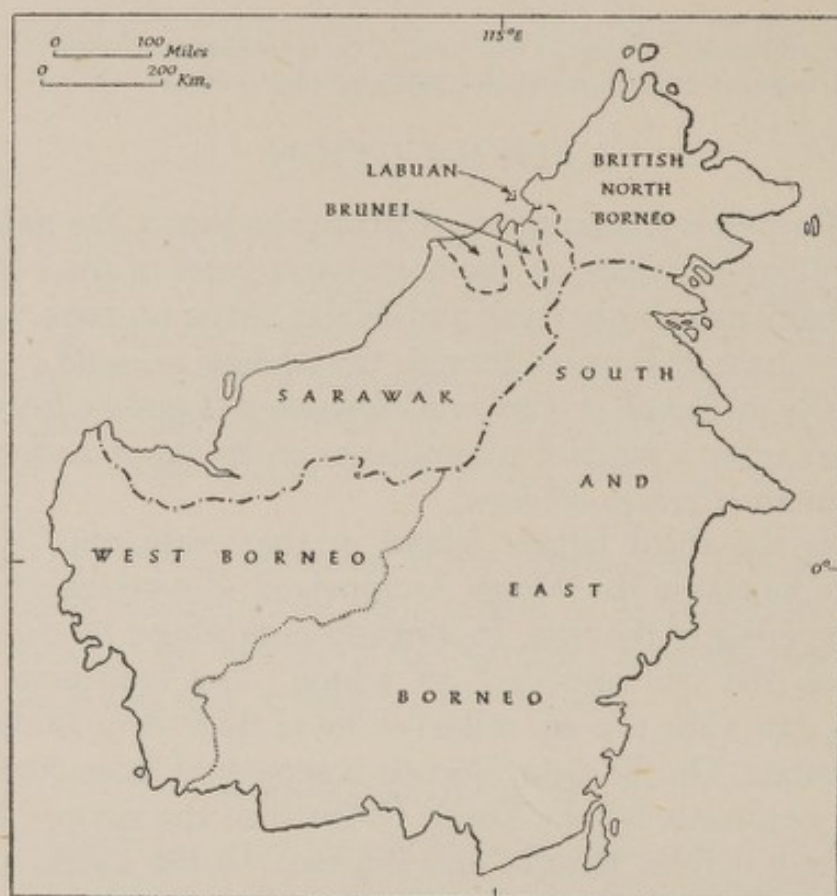 0 100 Miles
0 200 Km.
115°E
LABUAN
BRUNEI
BRITISH
NORTH
BORNEO
SARAWAK
SOUTH
AND
EAST
BORNEO
WEST BORNEO
0°